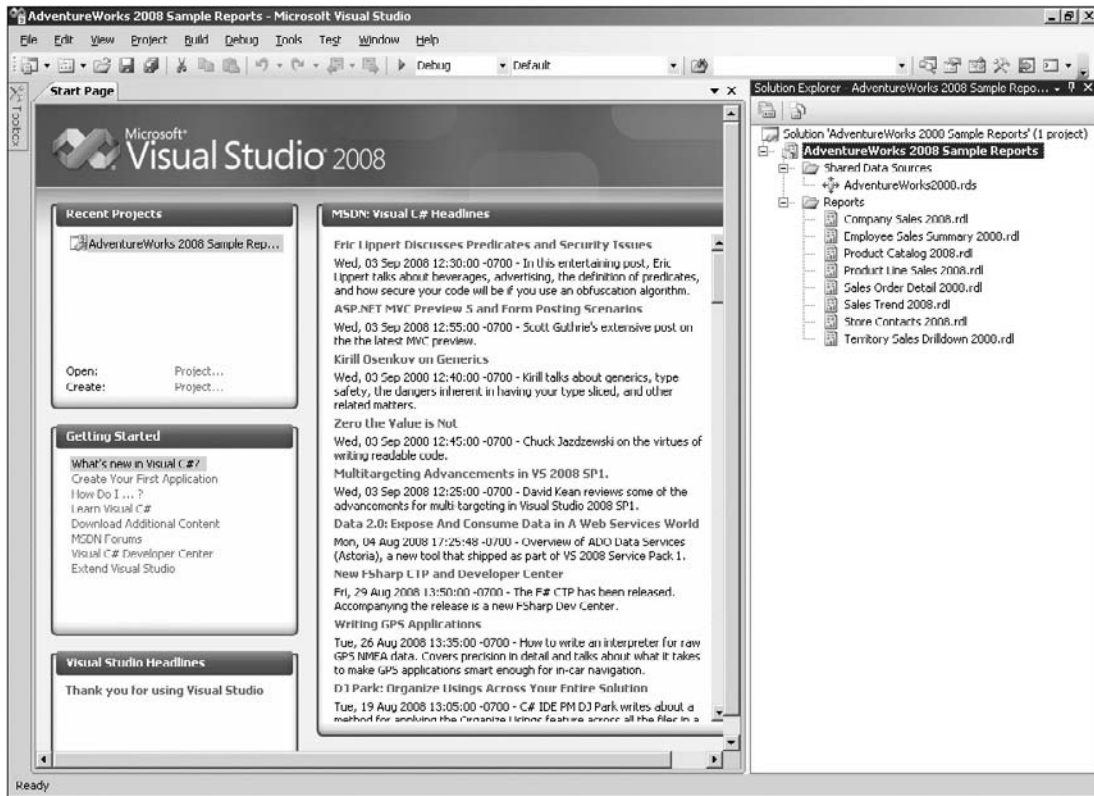 AdventureWorks 2008 Sample Reports - Microsoft Visual Studio
File Edit View Project Build Debug Tools Test Window Help
Debug Default
Toolbox
Start Page
Microsoft®
Visual Studio® 2008
Recent Projects
AdventureWorks 2008 Sample Rep...
Open: Project...
Create: Project...
Getting Started
What's new in Visual C#?
Create Your First Application
How Do I ... ?
Learn Visual C#
Download Additional Content
MSDN Forums
Visual C# Developer Center
Extend Visual Studio
Visual Studio Headlines
Thank you for using Visual Studio
MSDN: Visual C# Headlines
Eric Lippert Discusses Predicates and Security Issues
Wed, 03 Sep 2008 12:30:00 -0700 - In this entertaining post, Eric
Lippert talks about beverages, advertising, the definition of predicates,
and how secure your code will be if you use an obfuscation algorithm.
ASP.NET MVC Preview 5 and Form Posting Scenarios
Wed, 03 Sep 2008 12:55:00 -0700 - Scott Guthrie's extensive post on
the the latest MVC preview.
Kirill Osenkov on Generics
Wed, 03 Sep 2008 12:40:00 -0700 - Kirill talks about generics, type
safety, the dangers inherent in having your type sliced, and other
related matters.
Zero the Value is Not
Wed, 03 Sep 2008 12:45:00 -0700 - Chuck Jazdzewski on the virtues of
writing readable code.
Multitargeting Advancements in VS 2008 SP1.
Wed, 03 Sep 2008 12:25:00 -0700 - David Kean reviews some of the
advancements for multi-targeting in Visual Studio 2008 SP1.
Data 2.0: Expose And Consume Data in A Web Services World
Mon, 04 Aug 2008 17:25:48 -0700 - Overview of ADO Data Services
(Astoria), a new tool that shipped as part of VS 2008 Service Pack 1.
New FSharp CTP and Developer Center
Fri, 29 Aug 2008 13:50:00 -0700 - The F# CTP has been released.
Accompanying the release is a new FSharp Dev Center.
Writing GPS Applications
Tue, 26 Aug 2008 13:35:00 -0700 - How to write an interpreter for raw
GPS NMEA data. Covers precision in detail and talks about what it takes
to make GPS applications smart enough for in-car navigation.
DJ Park: Organize Usings Across Your Entire Solution
Tue, 19 Aug 2008 13:05:00 -0700 - C# IDE PM DJ Park writes about a
method for applying the Organize Usings feature across all the files in a
Solution Explorer - AdventureWorks 2008 Sample Repo...
Solution 'AdventureWorks 2008 Sample Reports' (1 project)
AdventureWorks 2008 Sample Reports
Shared Data Sources
AdventureWorks2008.rds
Reports
Company Sales 2008.rdl
Employee Sales Summary 2008.rdl
Product Catalog 2008.rdl
Product Line Sales 2008.rdl
Sales Order Detail 2008.rdl
Sales Trend 2008.rdl
Store Contacts 2008.rdl
Territory Sales Drilldown 2008.rdl
Ready